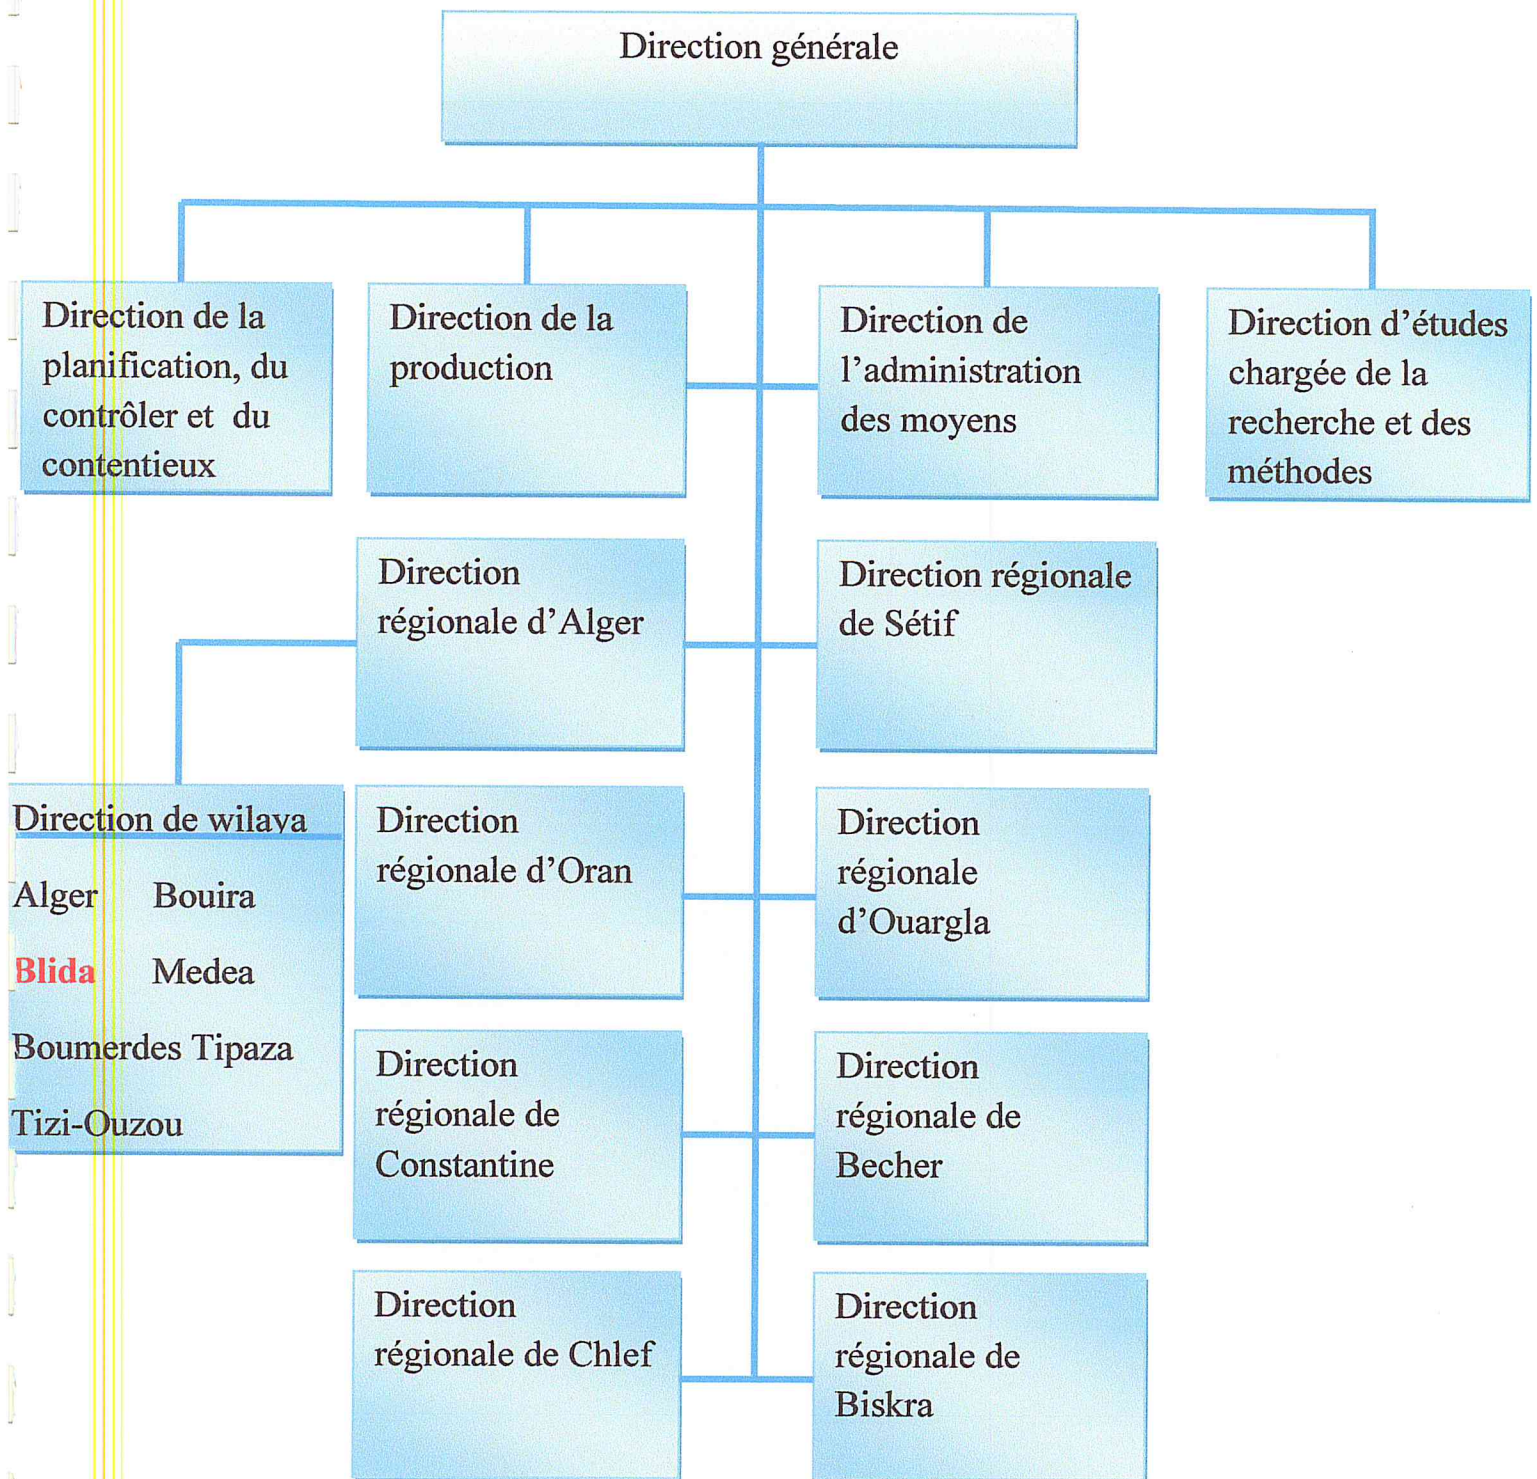 Direction générale
Direction de la
planification, du
contrôler et du
contentieux
Direction de la
production
Direction de
l’administration
des moyens
Direction d’études
chargée de la
recherche et des
méthodes
Direction
régionale d’Alger
Direction régionale
de Sétif
Direction de wilaya
Alger Bouira
Blida Medea
Boumerdes Tipaza
Tizi-Ouzou
Direction
régionale d’Oran
Direction
régionale
d’Ouargla
Direction
régionale de
Constantine
Direction
régionale de
Becher
Direction
régionale de Chlef
Direction
régionale de
Biskra